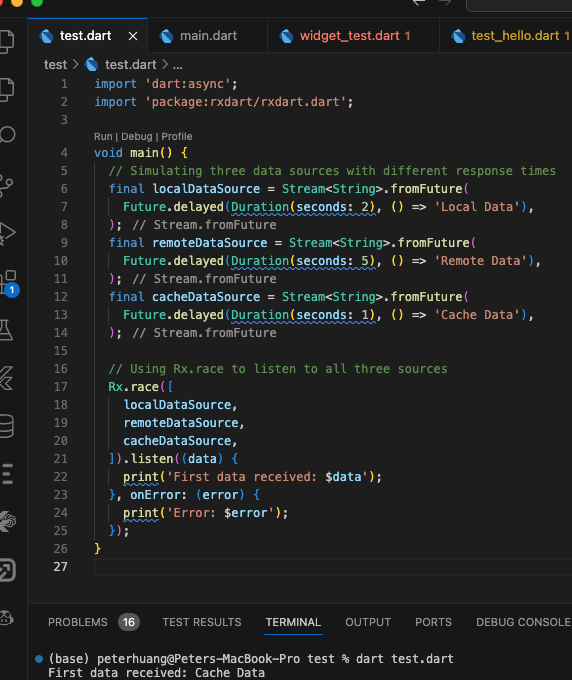 test.dart
main.dart
widget_test.dart 1
test_hello.dart 1
test > test.dart > ...
1 import 'dart:async';
2 import 'package:rxdart/rxdart.dart';
3
Run | Debug | Profile
4 void main() {
5 // Simulating three data sources with different response times
6 final localDataSource = Stream<String>.fromFuture(
7 Future.delayed(Duration(seconds: 2), () => 'Local Data'),
8 ); // Stream.fromFuture
9 final remoteDataSource = Stream<String>.fromFuture(
10 Future.delayed(Duration(seconds: 5), () => 'Remote Data'),
11 ); // Stream.fromFuture
12 final cacheDataSource = Stream<String>.fromFuture(
13 Future.delayed(Duration(seconds: 1), () => 'Cache Data'),
14 ); // Stream.fromFuture
15
16 // Using Rx.race to listen to all three sources
17 Rx.race([
18 localDataSource,
19 remoteDataSource,
20 cacheDataSource,
21 ]).listen((data) {
22 print('First data received: $data');
23 }, onError: (error) {
24 print('Error: $error');
25 });
26 }
27
1
PROBLEMS 16 TEST RESULTS TERMINAL OUTPUT PORTS DEBUG CONSOLE
(base) peterhuang@Peters-MacBook-Pro test % dart test.dart
First data received: Cache Data